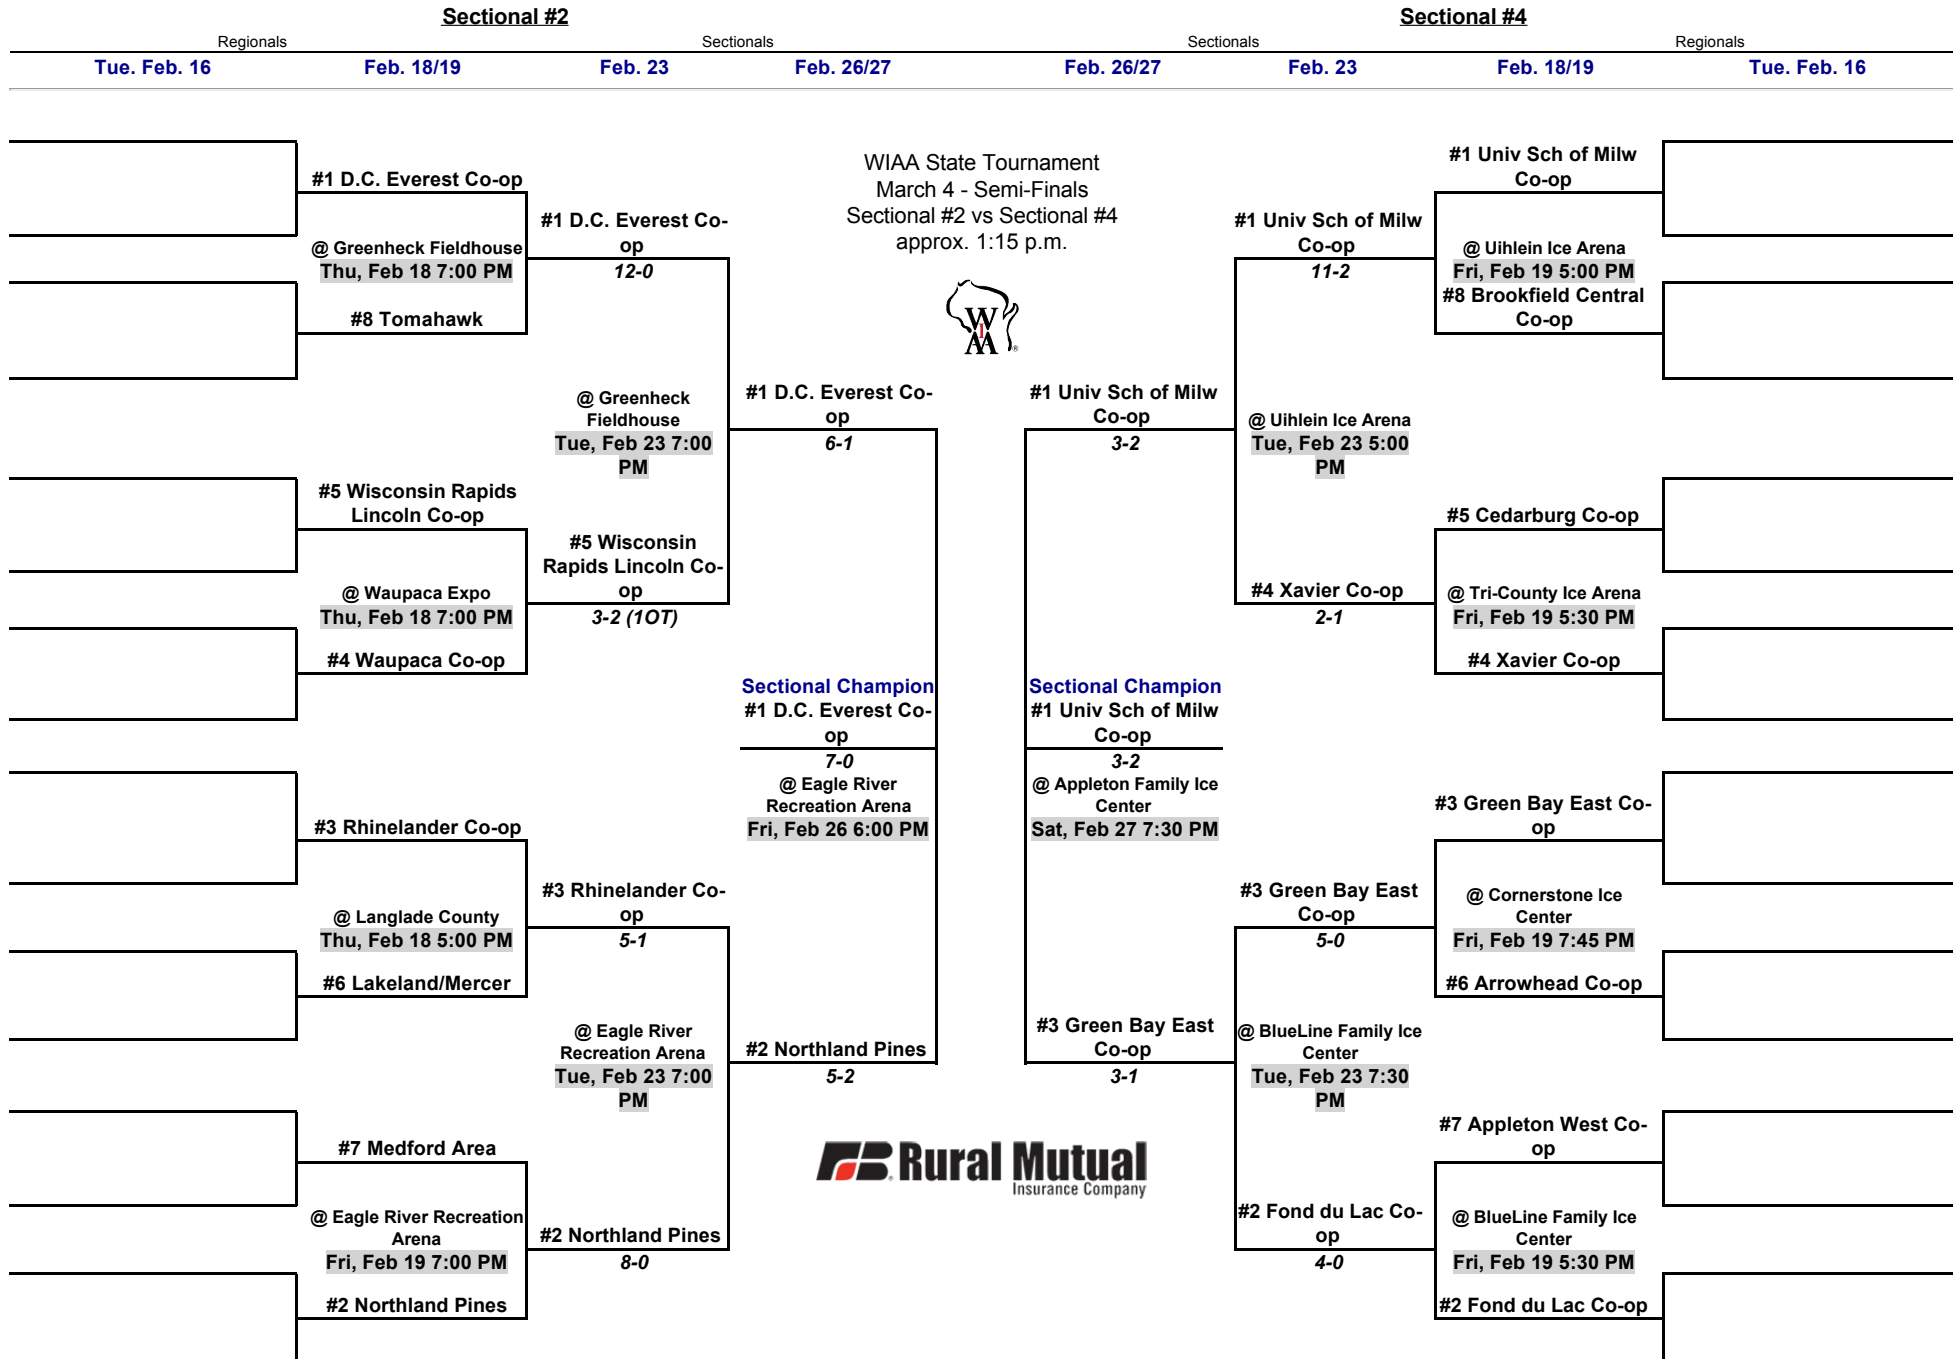 Sectional #2
Sectional #4
Regionals
Sectionals
Sectionals
Regionals
Tue. Feb. 16
Feb. 18/19
Feb. 23
Feb. 26/27
Feb. 26/27
Feb. 23
Feb. 18/19
Tue. Feb. 16
#1 D.C. Everest Co-op
@ Greenheck Fieldhouse
Thu, Feb 18 7:00 PM
#8 Tomahawk
#5 Wisconsin Rapids
Lincoln Co-op
@ Waupaca Expo
Thu, Feb 18 7:00 PM
#4 Waupaca Co-op
#3 Rhinelander Co-op
@ Langlade County
Thu, Feb 18 5:00 PM
#6 Lakeland/Mercer
#7 Medford Area
@ Eagle River Recreation
Arena
Fri, Feb 19 7:00 PM
#2 Northland Pines
#1 D.C. Everest Co-
op
12-0
@ Greenheck
Fieldhouse
Tue, Feb 23 7:00
PM
#5 Wisconsin
Rapids Lincoln Co-
op
3-2 (1OT)
#3 Rhinelander Co-
op
5-1
@ Eagle River
Recreation Arena
Tue, Feb 23 7:00
PM
#2 Northland Pines
8-0
#1 D.C. Everest Co-
op
6-1
Sectional Champion
#1 D.C. Everest Co-
op
7-0
@ Eagle River
Recreation Arena
Fri, Feb 26 6:00 PM
#2 Northland Pines
5-2
WIAA State Tournament
March 4 - Semi-Finals
Sectional #2 vs Sectional #4
approx. 1:15 p.m.
W
I
AA
®
#1 Univ Sch of Milw
Co-op
3-2
Sectional Champion
#1 Univ Sch of Milw
Co-op
3-2
@ Appleton Family Ice
Center
Sat, Feb 27 7:30 PM
#3 Green Bay East
Co-op
3-1
FB Rural Mutual
Insurance Company
#1 Univ Sch of Milw
Co-op
11-2
@ Uihlein Ice Arena
Tue, Feb 23 5:00
PM
#4 Xavier Co-op
2-1
#3 Green Bay East
Co-op
5-0
@ BlueLine Family Ice
Center
Tue, Feb 23 7:30
PM
#2 Fond du Lac Co-
op
4-0
#1 Univ Sch of Milw
Co-op
@ Uihlein Ice Arena
Fri, Feb 19 5:00 PM
#8 Brookfield Central
Co-op
#5 Cedarburg Co-op
@ Tri-County Ice Arena
Fri, Feb 19 5:30 PM
#4 Xavier Co-op
#3 Green Bay East Co-
op
@ Cornerstone Ice
Center
Fri, Feb 19 7:45 PM
#6 Arrowhead Co-op
#7 Appleton West Co-
op
@ BlueLine Family Ice
Center
Fri, Feb 19 5:30 PM
#2 Fond du Lac Co-op